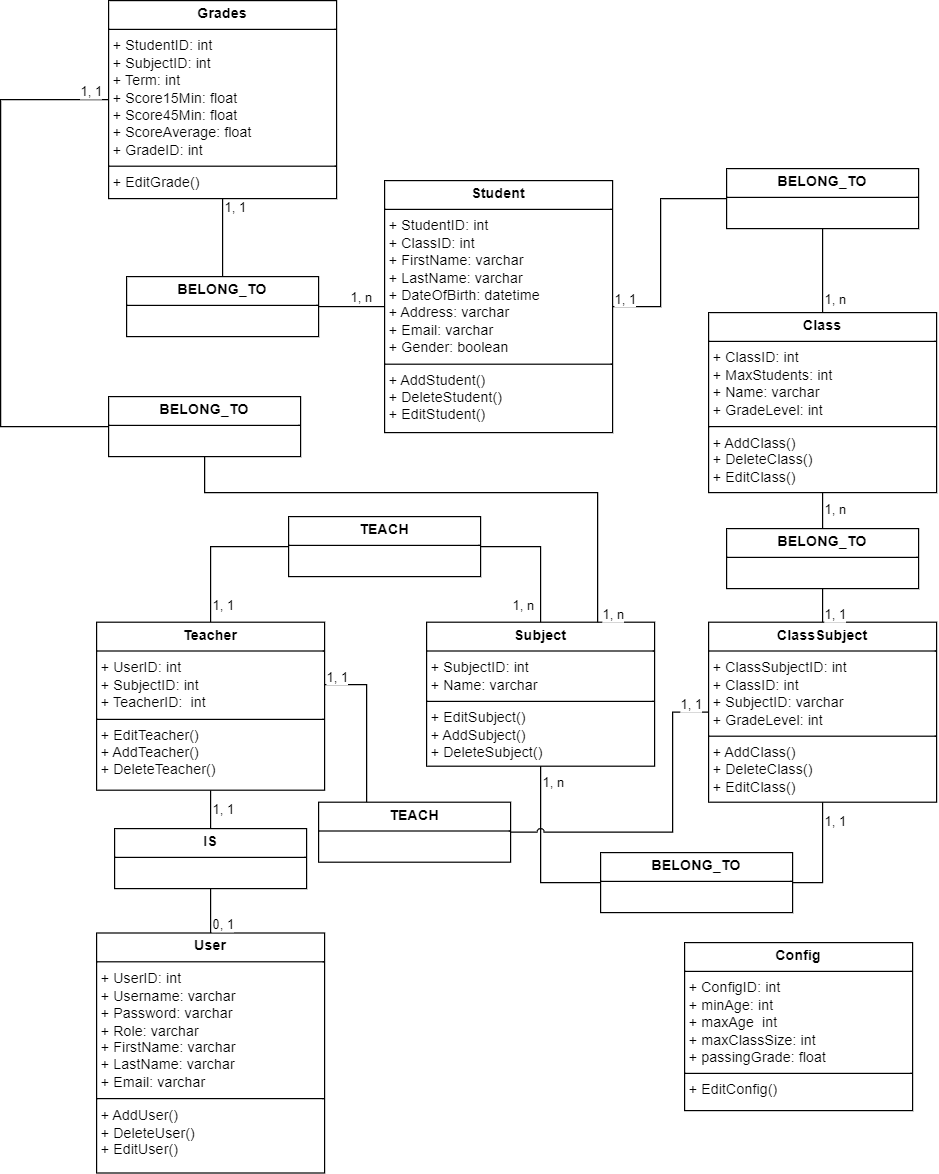 Grades
+ StudentID: int
+ SubjectID: int
+ Term: int
+ Score15Min: float
+ Score45Min: float
+ ScoreAverage: float
+ GradeID: int
+ EditGrade()
1, 1
1, 1
BELONG_TO
1, n
Student
+ StudentID: int
+ ClassID: int
+ FirstName: varchar
+ LastName: varchar
+ DateOfBirth: datetime
+ Address: varchar
+ Email: varchar
+ Gender: boolean
+ AddStudent()
+ DeleteStudent()
+ EditStudent()
1, 1
BELONG_TO
1, n
Class
+ ClassID: int
+ MaxStudents: int
+ Name: varchar
+ GradeLevel: int
+ AddClass()
+ DeleteClass()
+ EditClass()
1, n
BELONG_TO
1, 1
BELONG_TO
1, n
TEACH
1, 1
1, n
Teacher
+ UserID: int
+ SubjectID: int
+ TeacherID:  int
+ EditTeacher()
+ AddTeacher()
+ DeleteTeacher()
1, 1
1, 1
Subject
+ SubjectID: int
+ Name: varchar
+ EditSubject()
+ AddSubject()
+ DeleteSubject()
1, n
ClassSubject
+ ClassSubjectID: int
+ ClassID: int
+ SubjectID: varchar
+ GradeLevel: int
+ AddClass()
+ DeleteClass()
+ EditClass()
1, 1
1, 1
TEACH
BELONG_TO
IS
0, 1
User
+ UserID: int
+ Username: varchar
+ Password: varchar
+ Role: varchar
+ FirstName: varchar
+ LastName: varchar
+ Email: varchar
+ AddUser()
+ DeleteUser()
+ EditUser()
Config
+ ConfigID: int
+ minAge: int
+ maxAge  int
+ maxClassSize: int
+ passingGrade: float
+ EditConfig()